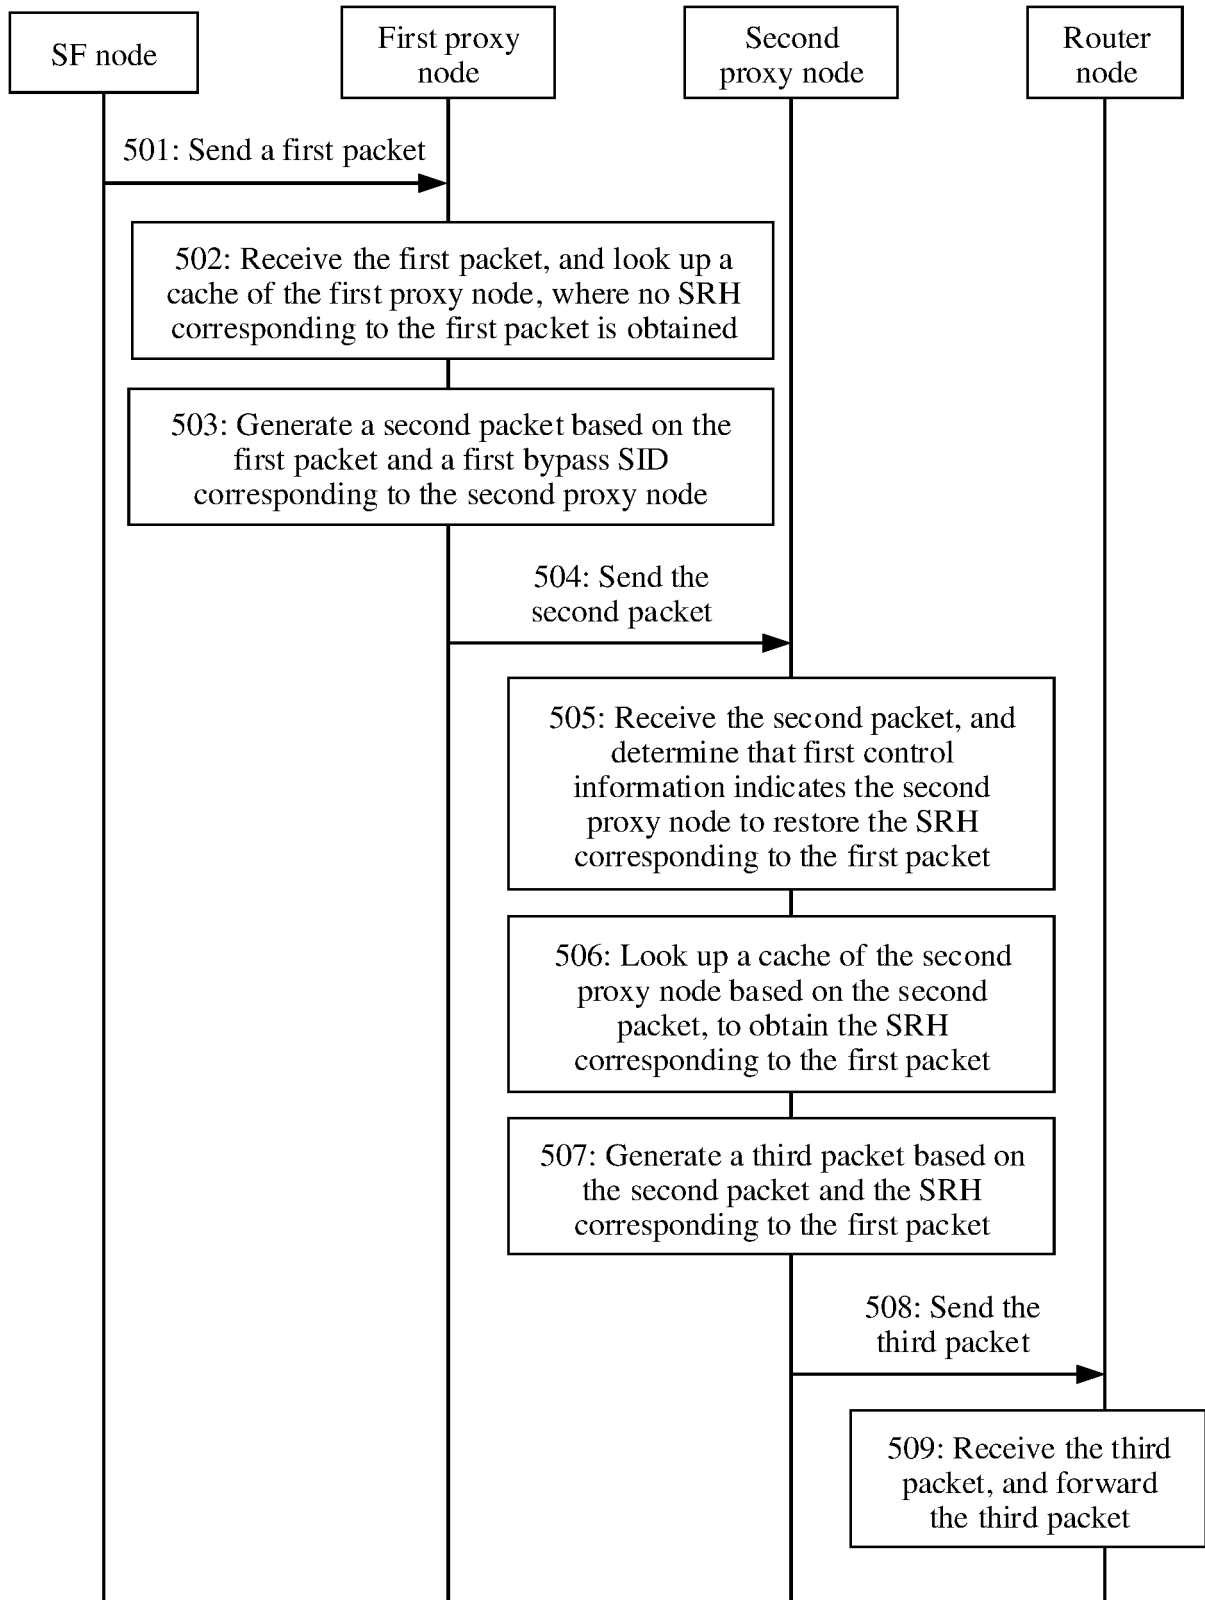 SF node
First proxy
node
Second
proxy node
Router
node
501: Send a first packet
502: Receive the first packet, and look up a
cache of the first proxy node, where no SRH
corresponding to the first packet is obtained
503: Generate a second packet based on the
first packet and a first bypass SID
corresponding to the second proxy node
504: Send the
second packet
505: Receive the second packet, and
determine that first control
information indicates the second
proxy node to restore the SRH
corresponding to the first packet
506: Look up a cache of the second
proxy node based on the second
packet, to obtain the SRH
corresponding to the first packet
507: Generate a third packet based on
the second packet and the SRH
corresponding to the first packet
508: Send the
third packet
509: Receive the third
packet, and forward
the third packet